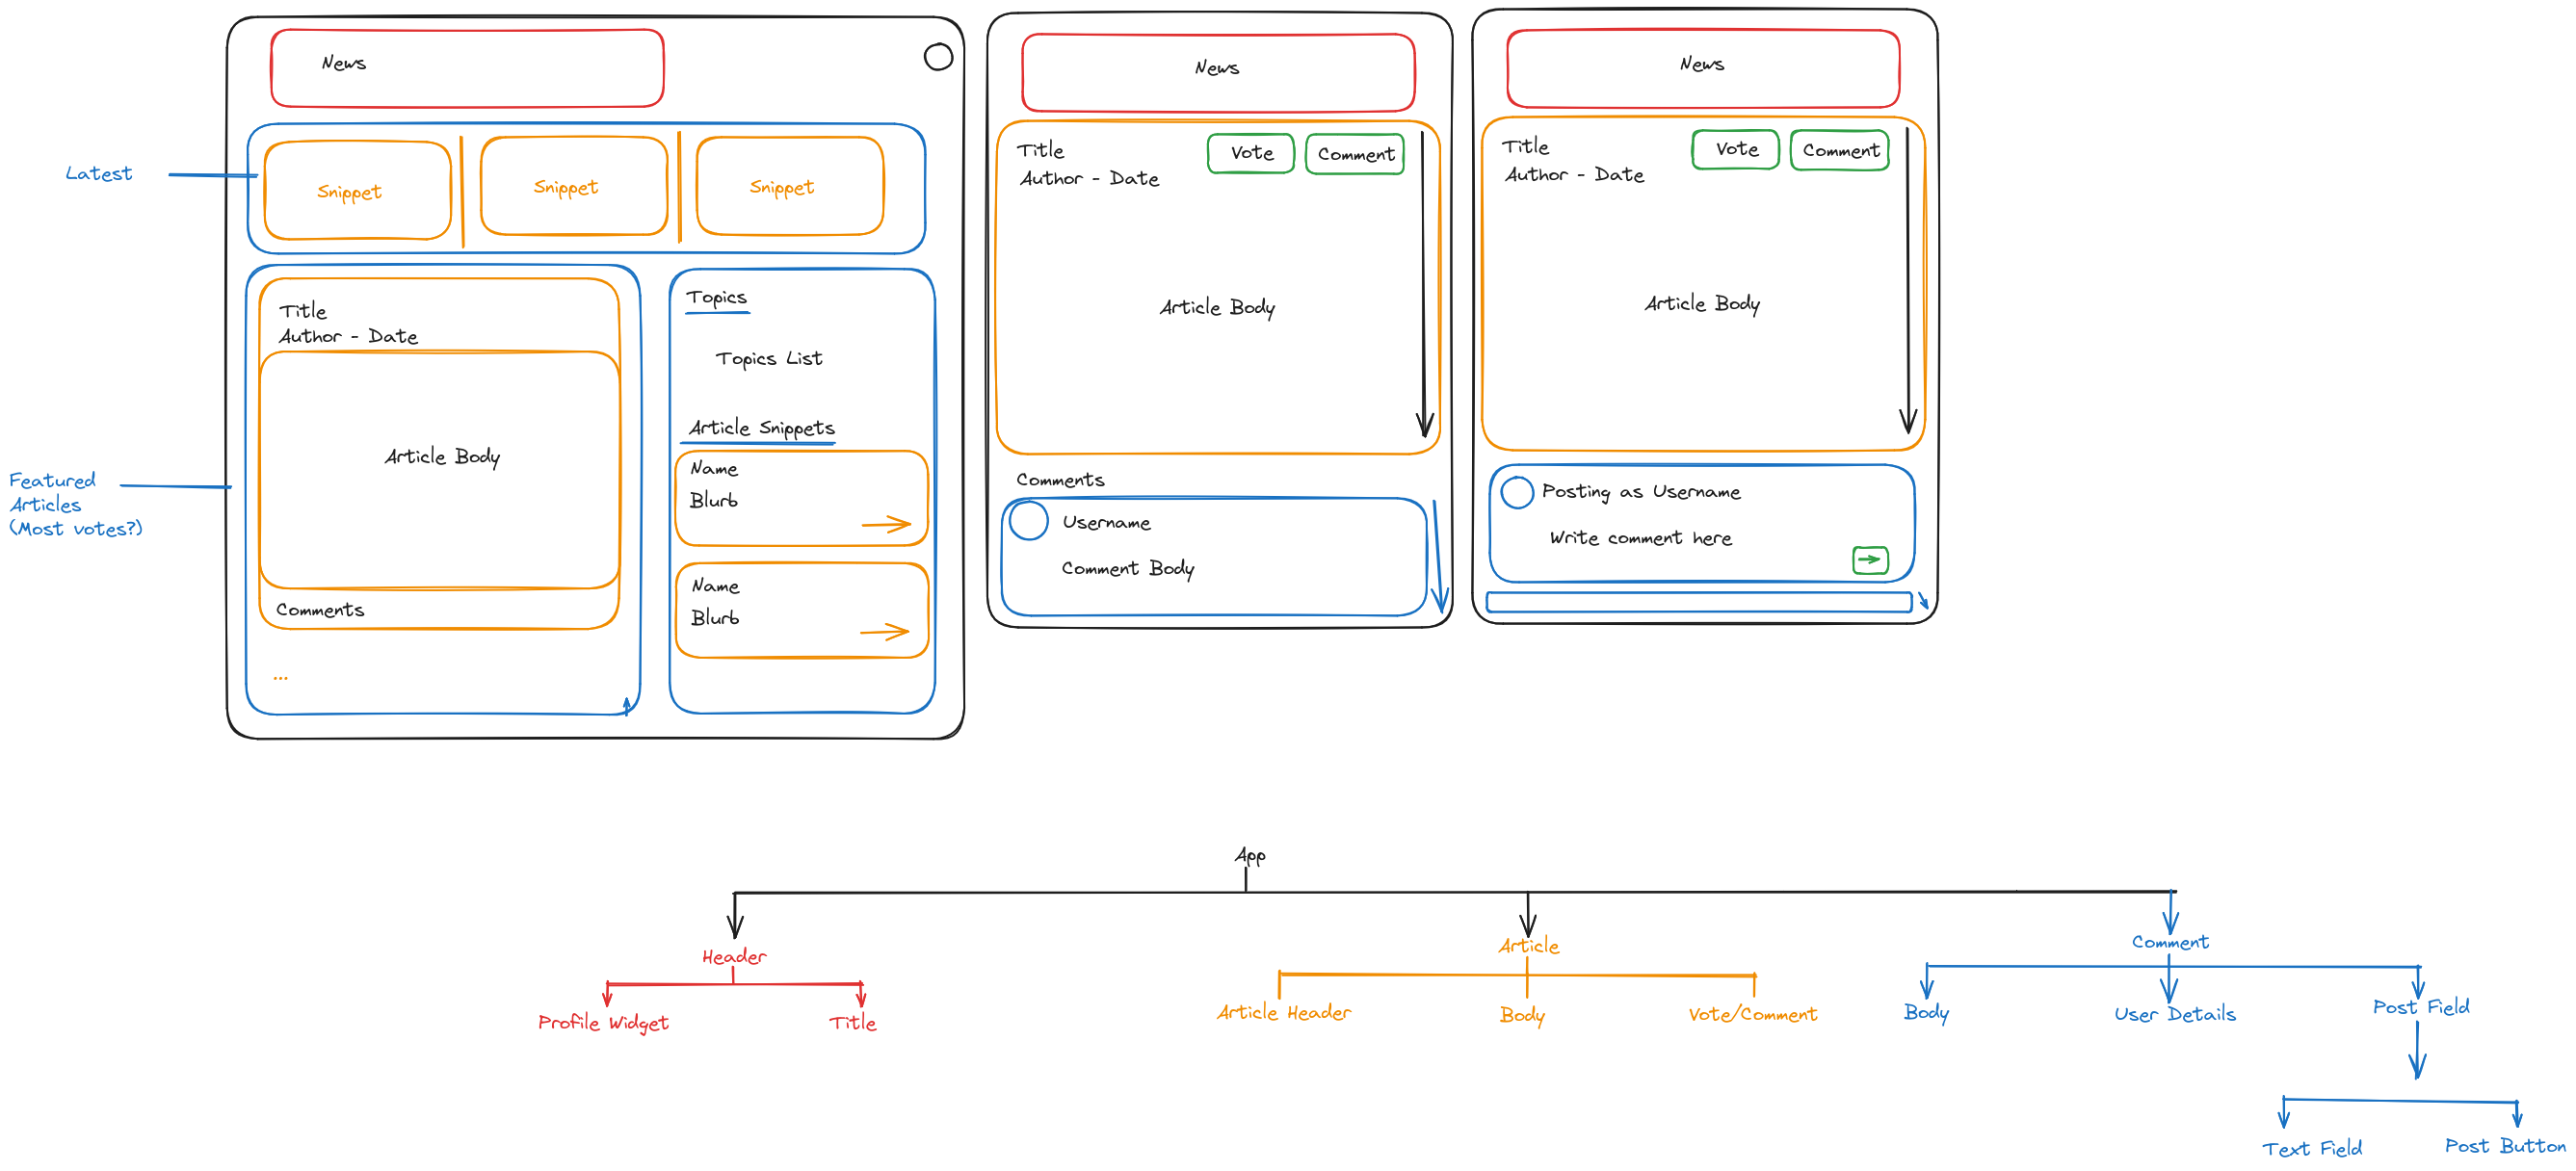 News
Latest
Snippet
Snippet
Snippet
Title
Author - Date
Article Body
Comments
...
Featured
Articles
(Most votes?)
Topics
Topics List
Article Snippets
Name
Blurb
Name
Blurb
News
Title
Author - Date
Vote
Comment
Article Body
Comments
Username
Comment Body
News
Title
Author - Date
Vote
Comment
Article Body
Posting as Username
Write comment here
App
Header
Profile Widget
Title
Article
Article Header
Body
Vote/Comment
Comment
Body
User Details
Post Field
Text Field
Post Button